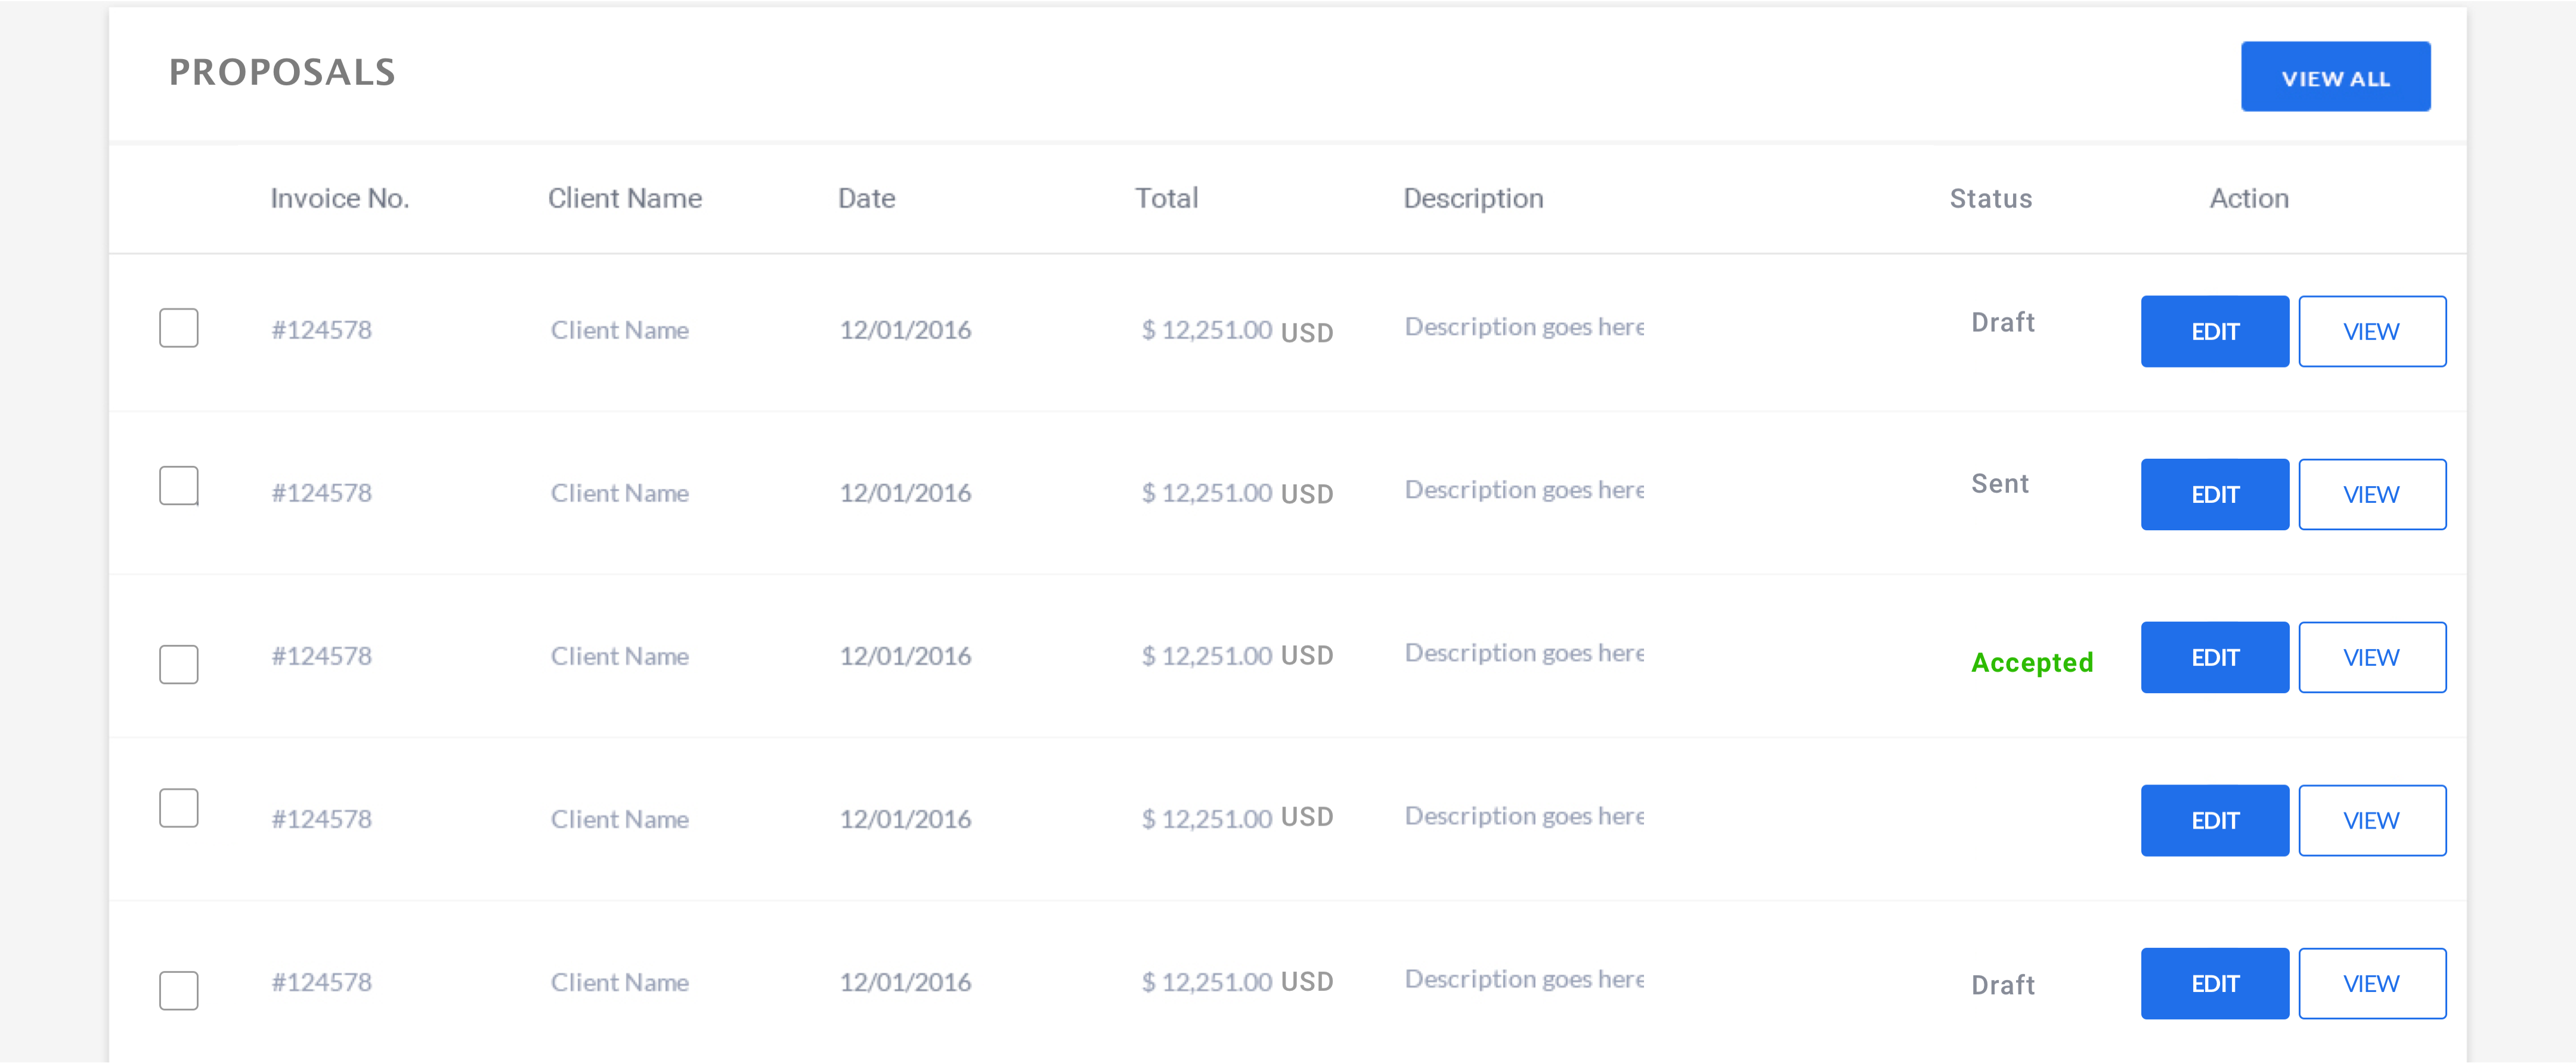 PROPOSALS VIEW ALL
Invoice No. Client Name Date Total Description Status Action
#124578 Client Name 12/01/2016 $ 12,251.00 USD Description goes here Draft EDIT VIEW
#124578 Client Name 12/01/2016 $ 12,251.00 USD Description goes here Sent EDIT VIEW
#124578 Client Name 12/01/2016 $ 12,251.00 USD Description goes here Accepted EDIT VIEW
#124578 Client Name 12/01/2016 $ 12,251.00 USD Description goes here EDIT VIEW
#124578 Client Name 12/01/2016 $ 12,251.00 USD Description goes here Draft EDIT VIEW